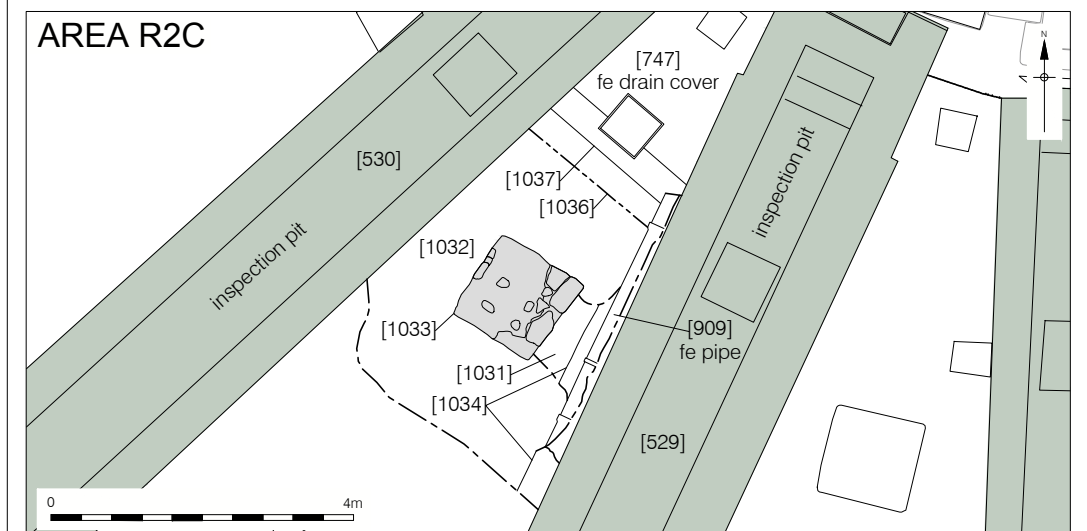 AREA R2C
N
[747]
fe drain cover
[530]
inspection pit
[1037]
[1036]
inspection pit
[1032]
[1033]
[909]
fe pipe
[1031]
[1034]
[529]
0 4m